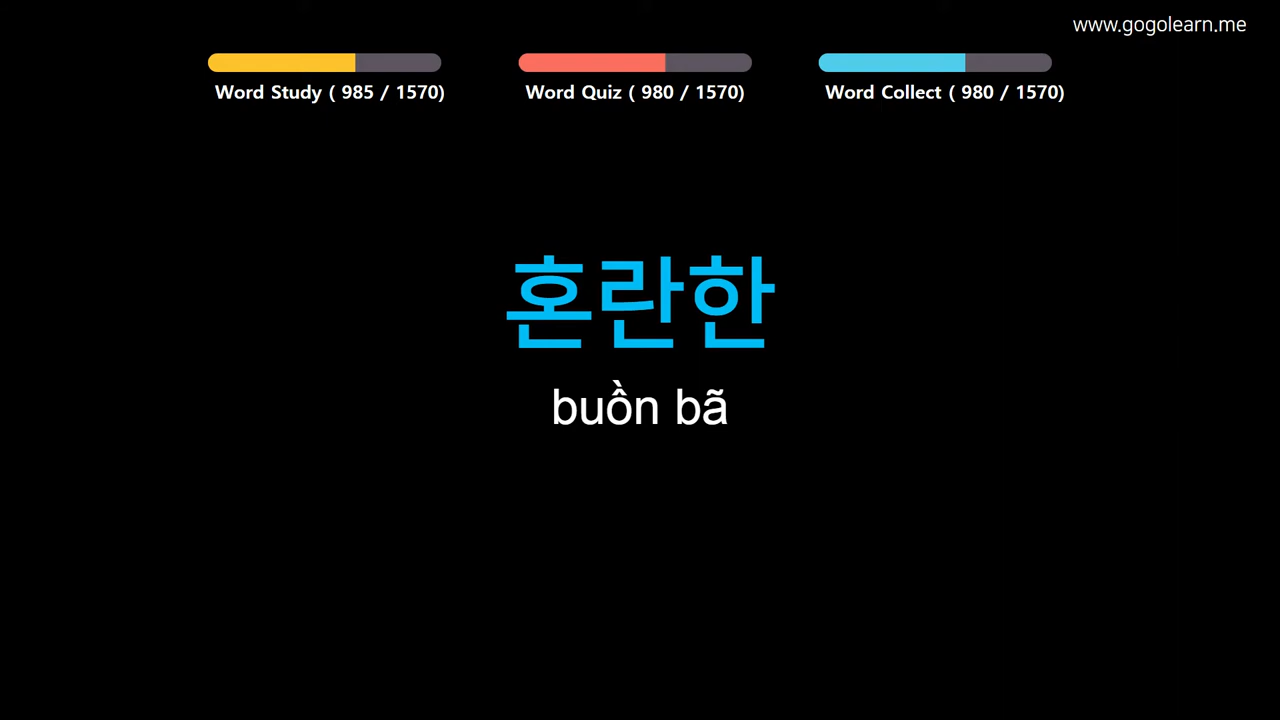 www.gogolearn.me
Word Study ( 985 / 1570)
Word Quiz ( 980 / 1570)
Word Collect ( 980 / 1570)
혼란한
buồn bã